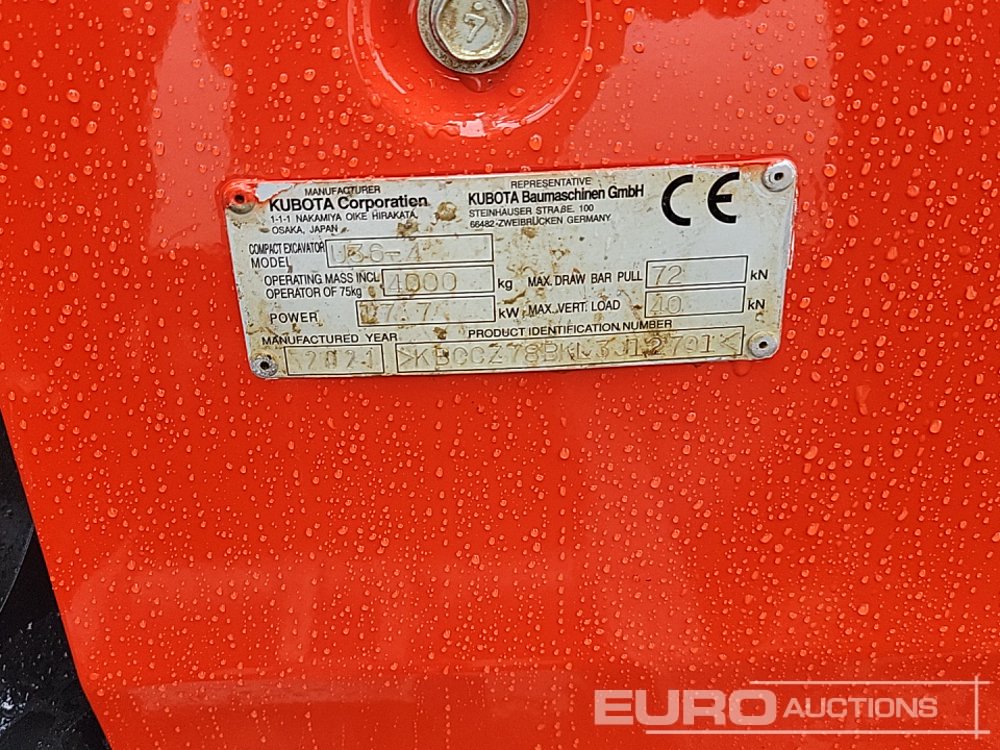 4
MANUFACTURER
KUBOTA Corporation
1-1-1 NAKAMIYA OIKE HIRAKATA,
OSAKA, JAPAN
REPRESENTATIVE
KUBOTA Baumaschinen GmbH
STEINHAUSER STRAßE. 100
66482-ZWEIBRÜCKEN GERMANY
CE
COMPACT EXCAVATOR
MODEL
U36-4
OPERATING MASS INCL
OPERATOR OF 75kg
4000 kg
MAX. DRAW BAR PULL 72 kN
POWER
kW
MAX. VERT. LOAD 40 kN
MANUFACTURED YEAR
PRODUCT IDENTIFICATION NUMBER
EURO AUCTIONS